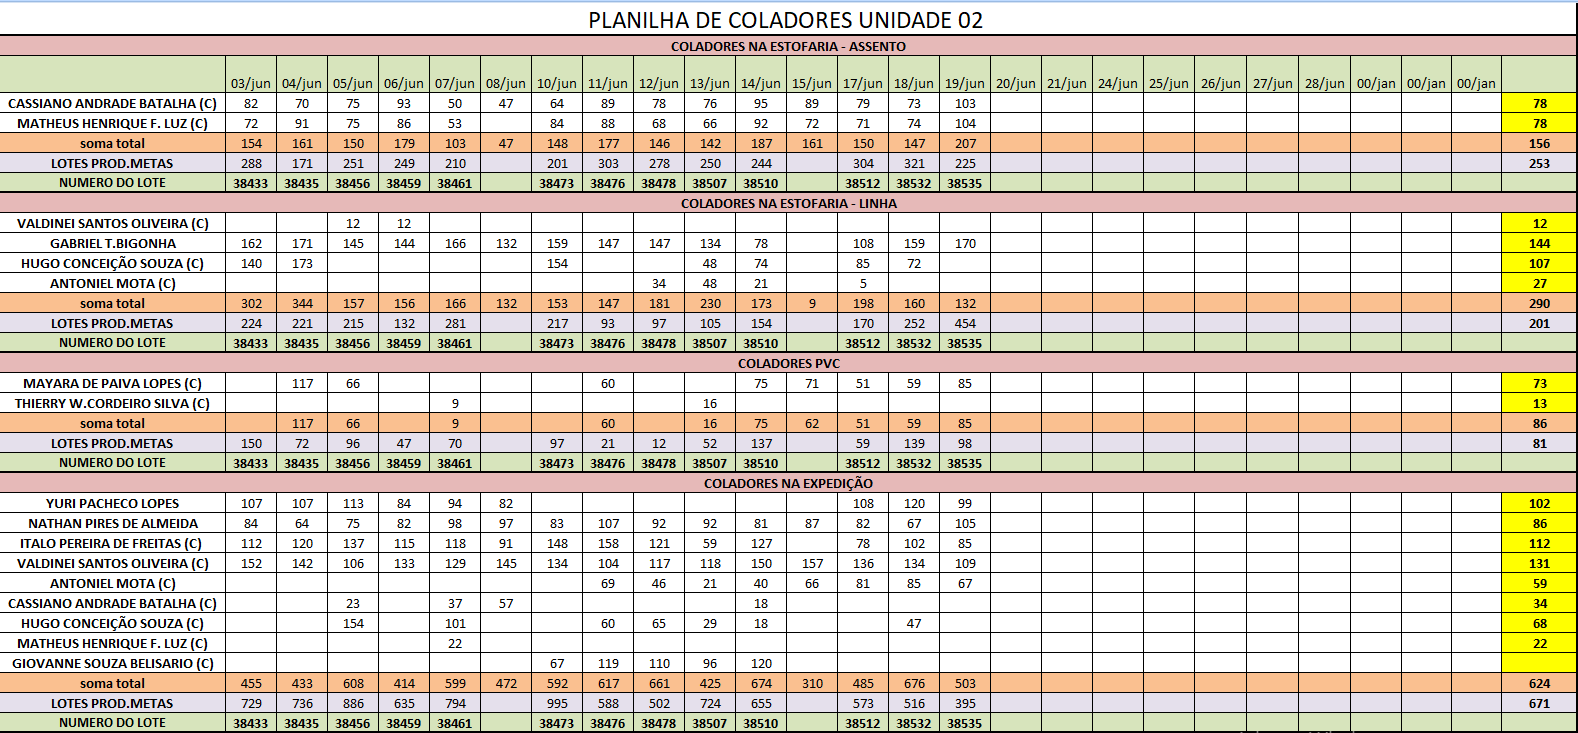 PLANILHA DE COLADORES UNIDADE 02
COLADORES NA ESTOFARIA - ASSENTO
03/jun 04/jun 05/jun 06/jun 07/jun 08/jun 10/jun 11/jun 12/jun 13/jun 14/jun 15/jun 17/jun 18/jun 19/jun 20/jun 21/jun 24/jun 25/jun 26/jun 27/jun 28/jun 00/jan 00/jan 00/jan
CASSIANO ANDRADE BATALHA (C) 82 70 75 93 50 47 64 89 78 76 95 89 79 73 103 78
MATHEUS HENRIQUE F. LUZ (C) 72 91 75 86 53 84 88 68 66 92 72 71 74 104 78
soma total 154 161 150 179 103 47 148 177 146 142 187 161 150 147 207 156
LOTES PROD.METAS 288 171 251 249 210 201 303 278 250 244 304 321 225 253
NUMERO DO LOTE 38433 38435 38456 38459 38461 38473 38476 38478 38507 38510 38512 38532 38535
COLADORES NA ESTOFARIA - LINHA
VALDINEI SANTOS OLIVEIRA (C) 12 12 12
GABRIEL T.BIGONHA 162 171 145 144 166 132 159 147 147 134 78 108 159 170 144
HUGO CONCEIÇÃO SOUZA (C) 140 173 154 48 74 85 72 107
ANTONIEL MOTA (C) 34 48 21 5 27
soma total 302 344 157 156 166 132 153 147 181 230 173 9 198 160 132 290
LOTES PROD.METAS 224 221 215 132 281 217 93 97 105 154 170 252 454 201
NUMERO DO LOTE 38433 38435 38456 38459 38461 38473 38476 38478 38507 38510 38512 38532 38535
COLADORES PVC
MAYARA DE PAIVA LOPES (C) 117 66 60 75 71 51 59 85 73
THIERRY W.CORDEIRO SILVA (C) 9 16 13
soma total 117 66 9 60 16 75 62 51 59 85 86
LOTES PROD.METAS 150 72 96 47 70 97 21 12 52 137 59 139 98 81
NUMERO DO LOTE 38433 38435 38456 38459 38461 38473 38476 38478 38507 38510 38512 38532 38535
COLADORES NA EXPEDIÇÃO
YURI PACHECO LOPES 107 107 113 84 94 82 108 120 99 102
NATHAN PIRES DE ALMEIDA 84 64 75 82 98 97 83 107 92 92 81 87 82 67 105 86
ITALO PEREIRA DE FREITAS (C) 112 120 137 115 118 91 148 158 121 59 127 78 102 85 112
VALDINEI SANTOS OLIVEIRA (C) 152 142 106 133 129 145 134 104 117 118 150 157 136 134 109 131
ANTONIEL MOTA (C) 69 46 21 40 66 81 85 67 59
CASSIANO ANDRADE BATALHA (C) 23 37 57 18 34
HUGO CONCEIÇÃO SOUZA (C) 154 101 60 65 29 18 47 68
MATHEUS HENRIQUE F. LUZ (C) 22 22
GIOVANNE SOUZA BELISARIO (C) 67 119 110 96 120
soma total 455 433 608 414 599 472 592 617 661 425 674 310 485 676 503 624
LOTES PROD.METAS 729 736 886 635 794 995 588 502 724 655 573 516 395 671
NUMERO DO LOTE 38433 38435 38456 38459 38461 38473 38476 38478 38507 38510 38512 38532 38535